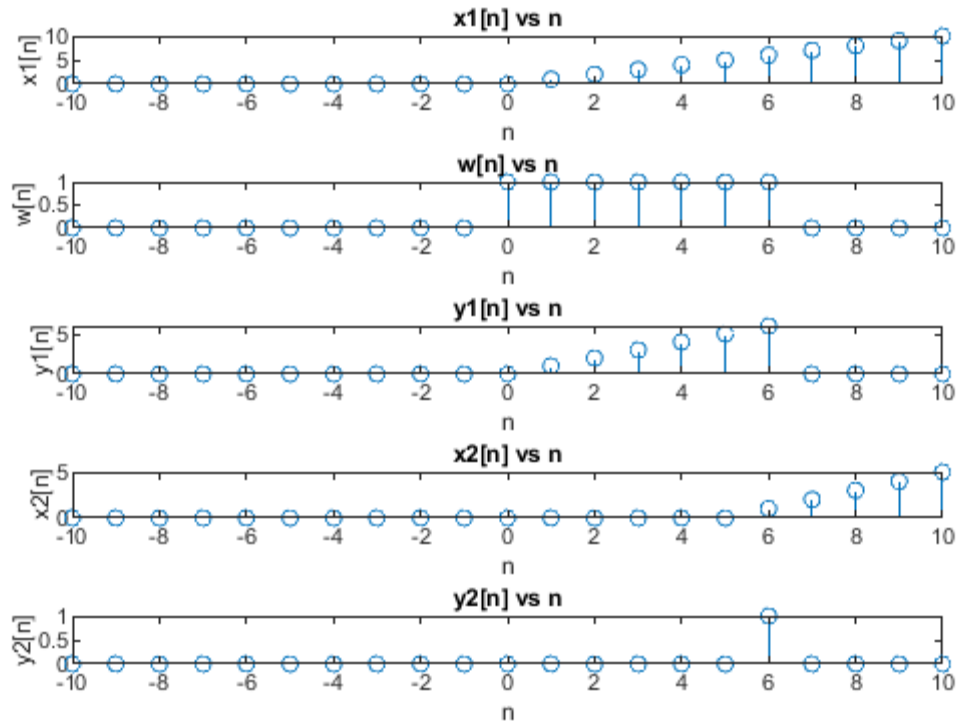 x1[n] vs n
10
5
0
x1[n]
-10 -8 -6 -4 -2 0 2 4 6 8 10
n
w[n] vs n
1
0.5
0
w[n]
-10 -8 -6 -4 -2 0 2 4 6 8 10
n
y1[n] vs n
5
0
y1[n]
-10 -8 -6 -4 -2 0 2 4 6 8 10
n
x2[n] vs n
5
0
x2[n]
-10 -8 -6 -4 -2 0 2 4 6 8 10
n
y2[n] vs n
1
0.5
0
y2[n]
-10 -8 -6 -4 -2 0 2 4 6 8 10
n